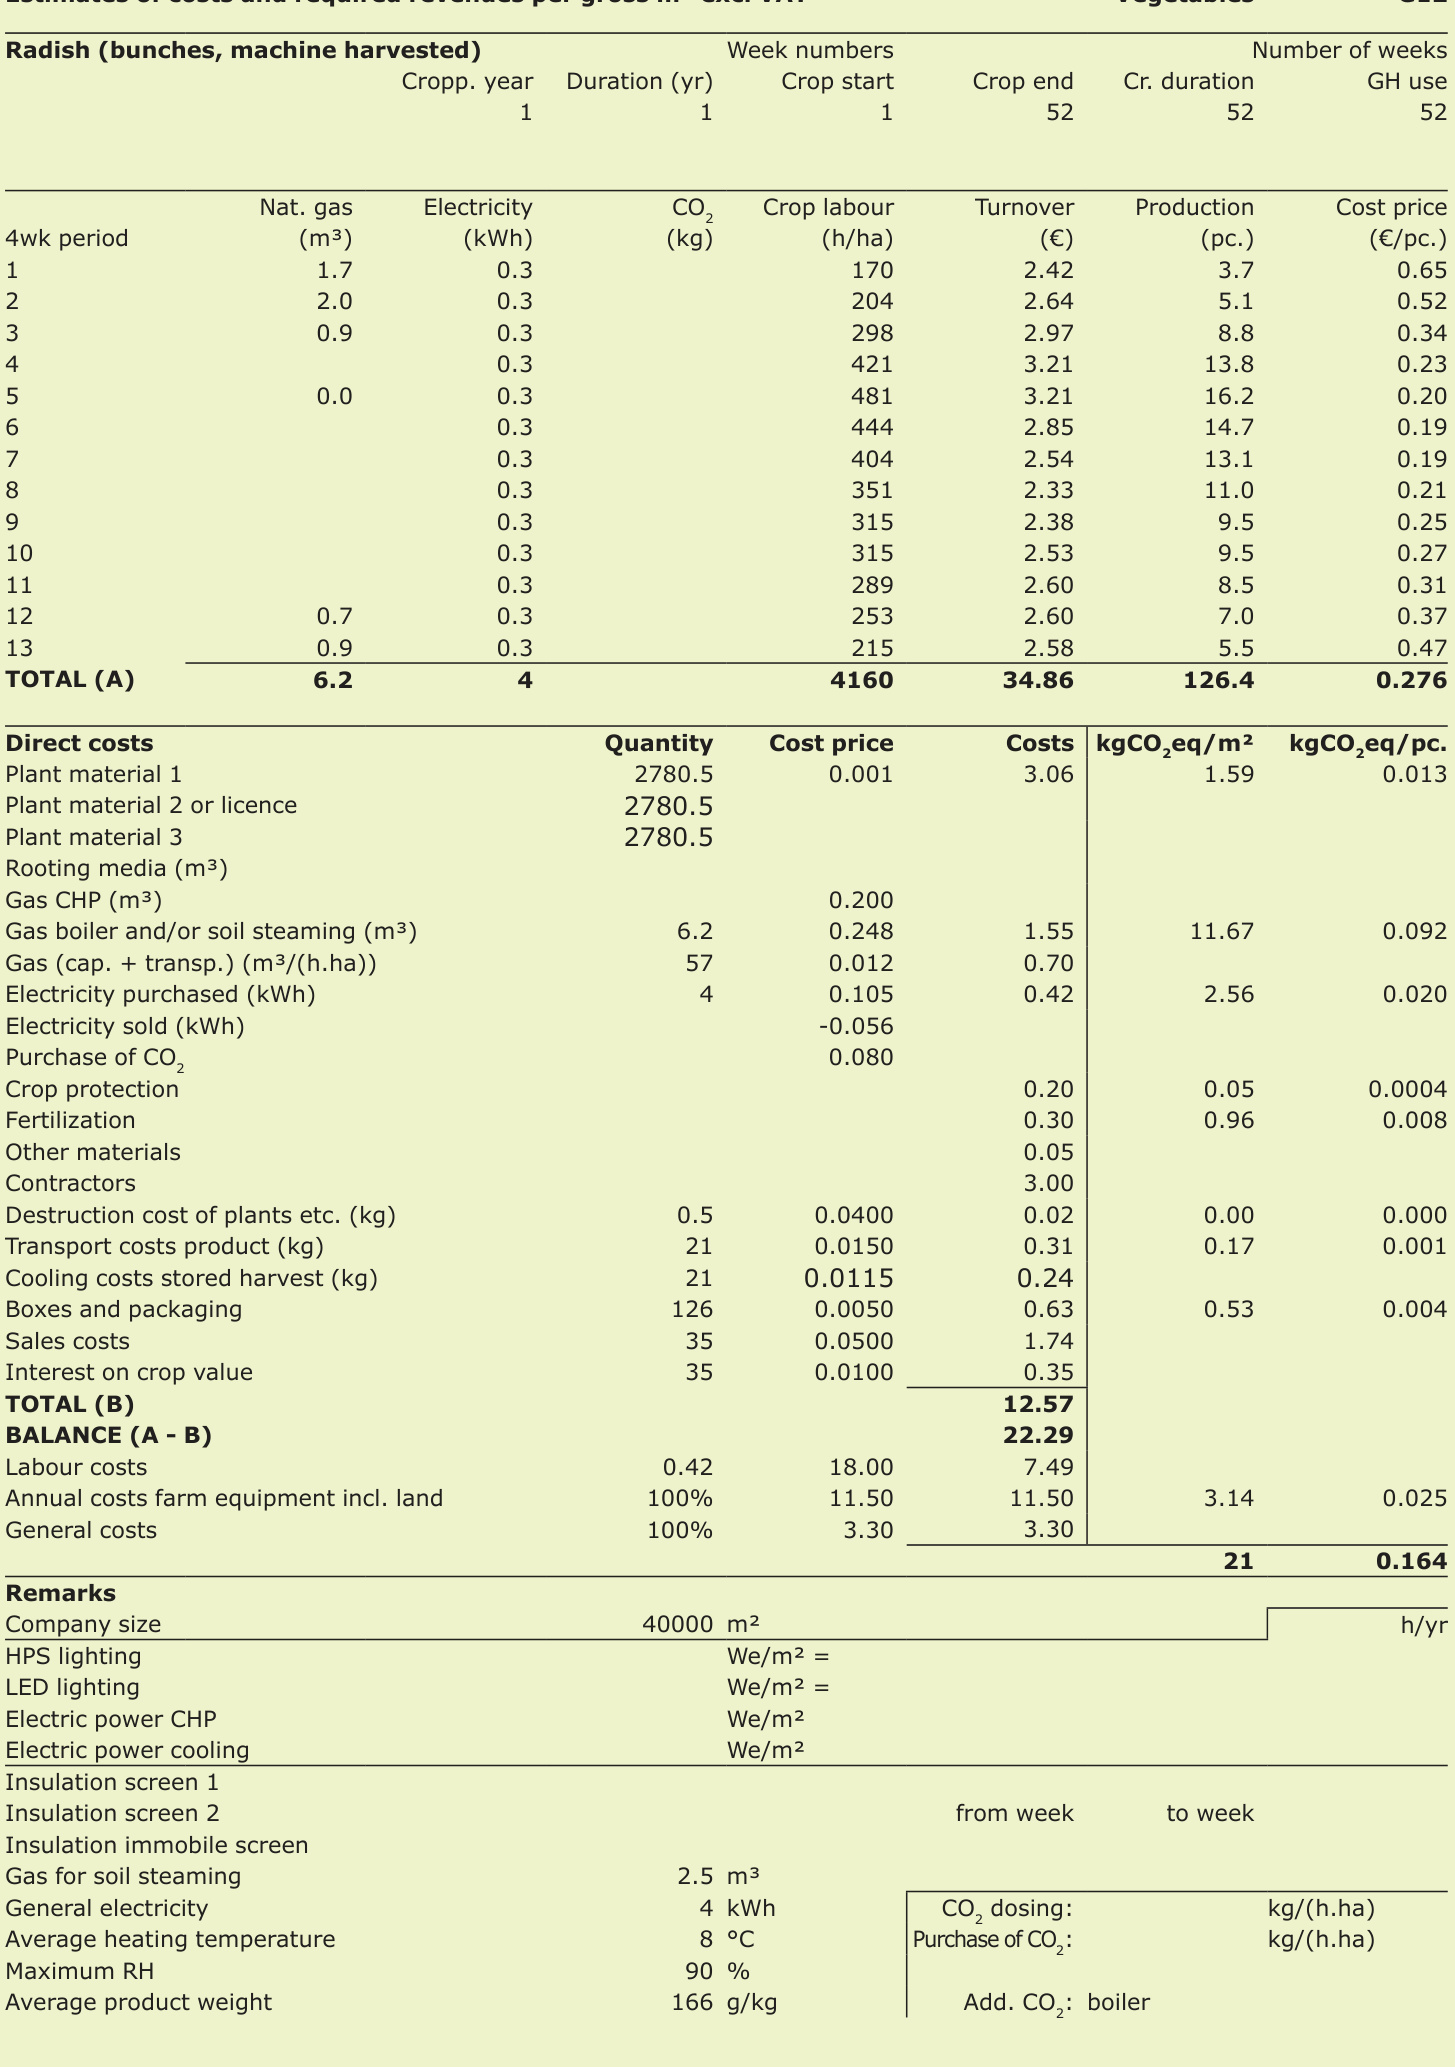 Radish (bunches, machine harvested) Week numbers Number of weeks
Cropp. year Duration (yr) Crop start Crop end Cr. duration GH use
1 1 1 52 52 52
Nat. gas Electricity CO₂ Crop labour Turnover Production Cost price
4wk period (m³) (kWh) (kg) (h/ha) (€) (pc.) (€/pc.)
1 1.7 0.3 170 2.42 3.7 0.65
2 2.0 0.3 204 2.64 5.1 0.52
3 0.9 0.3 298 2.97 8.8 0.34
4 0.3 421 3.21 13.8 0.23
5 0.0 0.3 481 3.21 16.2 0.20
6 0.3 444 2.85 14.7 0.19
7 0.3 404 2.54 13.1 0.19
8 0.3 351 2.33 11.0 0.21
9 0.3 315 2.38 9.5 0.25
10 0.3 315 2.53 9.5 0.27
11 0.3 289 2.60 8.5 0.31
12 0.7 0.3 253 2.60 7.0 0.37
13 0.9 0.3 215 2.58 5.5 0.47
TOTAL (A) 6.2 4 4160 34.86 126.4 0.276
Direct costs Quantity Cost price Costs kgCO₂eq/m² kgCO₂eq/pc.
Plant material 1 2780.5 0.001 3.06 1.59 0.013
Plant material 2 or licence 2780.5
Plant material 3 2780.5
Rooting media (m³)
Gas CHP (m³) 0.200
Gas boiler and/or soil steaming (m³) 6.2 0.248 1.55 11.67 0.092
Gas (cap. + transp.) (m³/(h.ha)) 57 0.012 0.70
Electricity purchased (kWh) 4 0.105 0.42 2.56 0.020
Electricity sold (kWh) -0.056
Purchase of CO₂ 0.080
Crop protection 0.20 0.05 0.0004
Fertilization 0.30 0.96 0.008
Other materials 0.05
Contractors 3.00
Destruction cost of plants etc. (kg) 0.5 0.0400 0.02 0.00 0.000
Transport costs product (kg) 21 0.0150 0.31 0.17 0.001
Cooling costs stored harvest (kg) 21 0.0115 0.24
Boxes and packaging 126 0.0050 0.63 0.53 0.004
Sales costs 35 0.0500 1.74
Interest on crop value 35 0.0100 0.35
TOTAL (B) 12.57
BALANCE (A - B) 22.29
Labour costs 0.42 18.00 7.49
Annual costs farm equipment incl. land 100% 11.50 11.50 3.14 0.025
General costs 100% 3.30 3.30
21 0.164
Remarks
Company size 40000 m² h/yr
HPS lighting We/m² =
LED lighting We/m² =
Electric power CHP We/m²
Electric power cooling We/m²
Insulation screen 1
Insulation screen 2 from week to week
Insulation immobile screen
Gas for soil steaming 2.5 m³
General electricity 4 kWh CO₂ dosing: kg/(h.ha)
Average heating temperature 8 °C Purchase of CO₂: kg/(h.ha)
Maximum RH 90 %
Average product weight 166 g/kg Add. CO₂: boiler